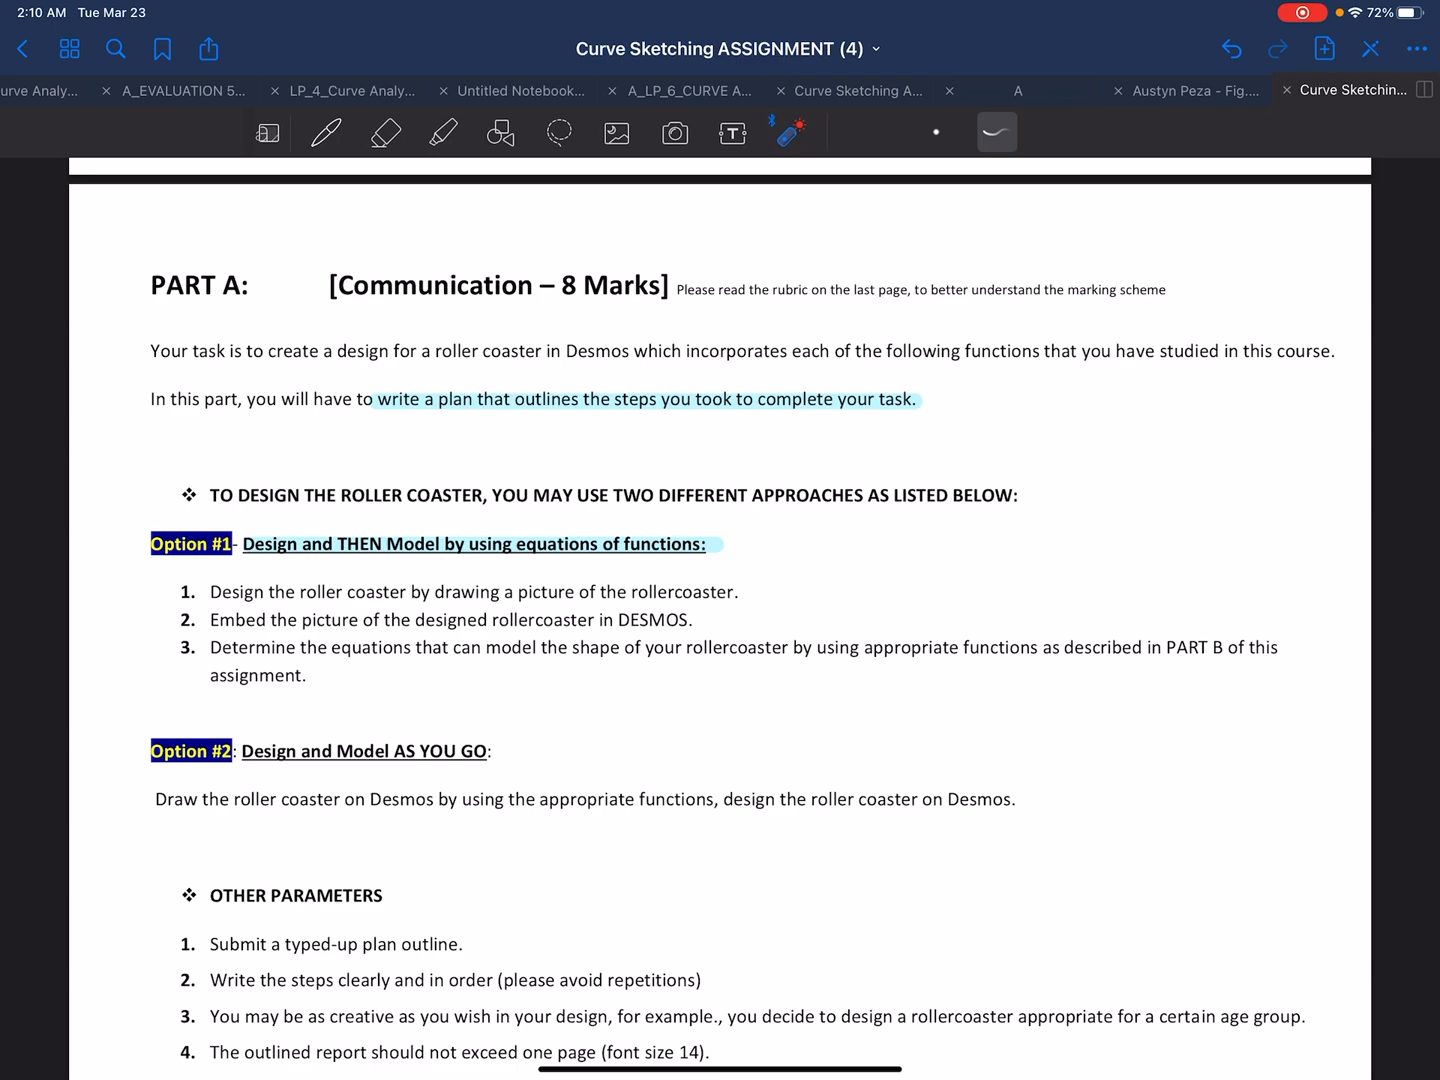 2:10 AM Tue Mar 23
72%
Curve Sketching ASSIGNMENT (4)
urve Analy... A_EVALUATION 5... LP_4_Curve Analy... Untitled Notebook... A_LP_6_CURVE A... Curve Sketching A... A Austyn Peza - Fig.... Curve Sketchin...
PART A: [Communication – 8 Marks] Please read the rubric on the last page, to better understand the marking scheme
Your task is to create a design for a roller coaster in Desmos which incorporates each of the following functions that you have studied in this course.
In this part, you will have to write a plan that outlines the steps you took to complete your task.
❖ TO DESIGN THE ROLLER COASTER, YOU MAY USE TWO DIFFERENT APPROACHES AS LISTED BELOW:
Option #1- Design and THEN Model by using equations of functions:
1. Design the roller coaster by drawing a picture of the rollercoaster.
2. Embed the picture of the designed rollercoaster in DESMOS.
3. Determine the equations that can model the shape of your rollercoaster by using appropriate functions as described in PART B of this
assignment.
Option #2: Design and Model AS YOU GO:
Draw the roller coaster on Desmos by using the appropriate functions, design the roller coaster on Desmos.
❖ OTHER PARAMETERS
1. Submit a typed-up plan outline.
2. Write the steps clearly and in order (please avoid repetitions)
3. You may be as creative as you wish in your design, for example., you decide to design a rollercoaster appropriate for a certain age group.
4. The outlined report should not exceed one page (font size 14).